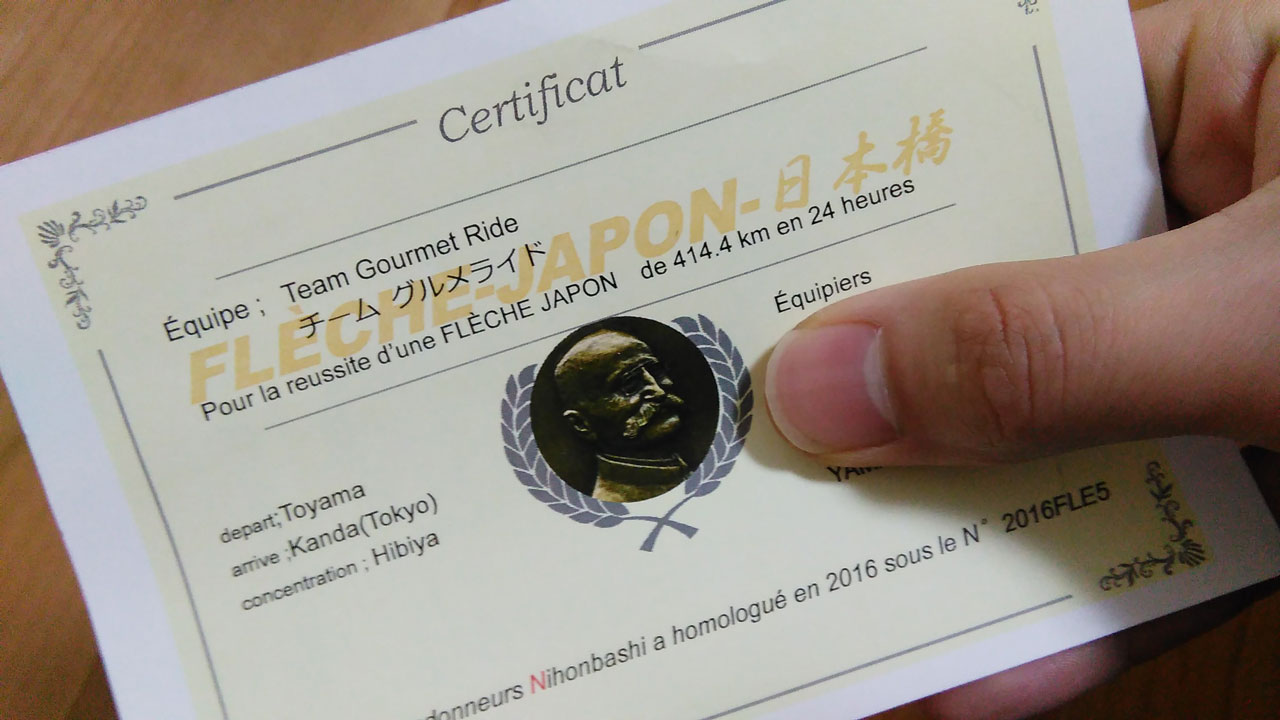 Certificat
FLÈCHE-JAPON-日本橋
Équipe ; Team Gourmet Ride
チーム グルメライド
Pour la reussite d'une FLÈCHE JAPON de 414.4 km en 24 heures
Équipiers
depart;Toyama
arrive ;Kanda(Tokyo)
concentration ; Hibiya
Nihonbashi a homologué en 2016 sous le N° 2016FLE5